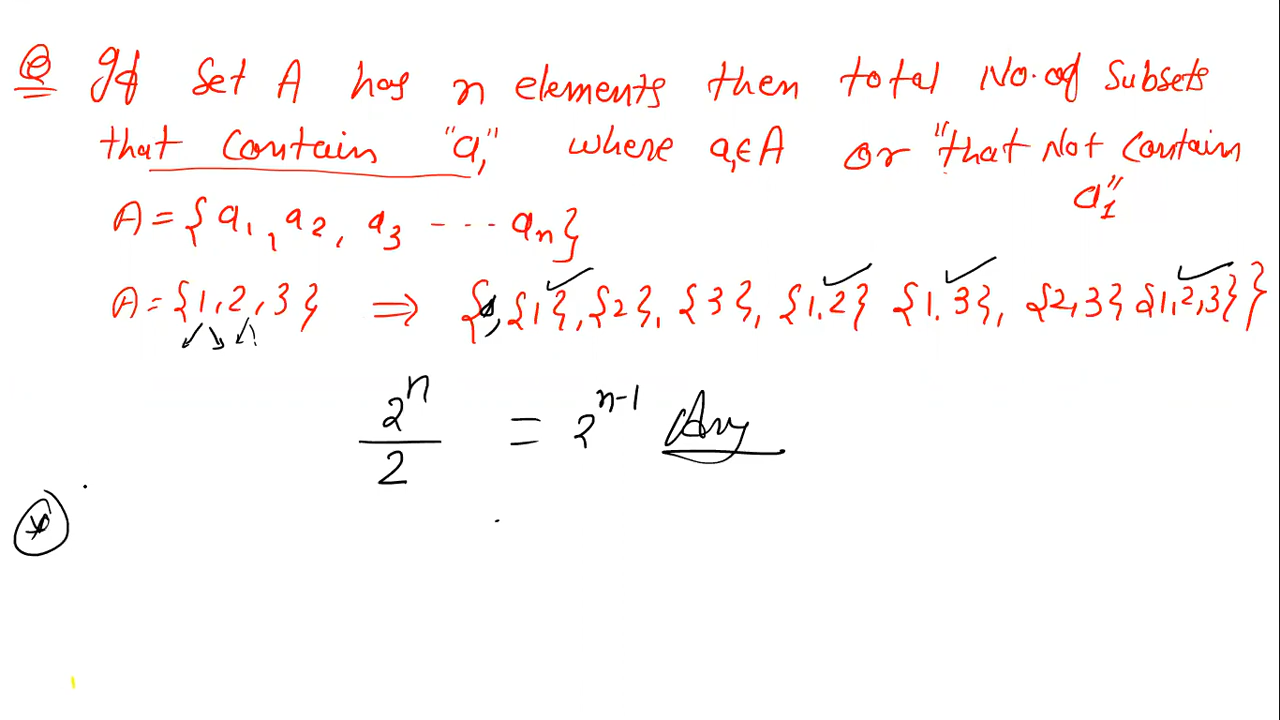 Q If Set A has n elements then total No. of Subsets
that contain "a₁" where a₁∈A or "that Not contain
a₁"
A = {a₁, a₂, a₃ ---- aₙ}
A = {1,2,3} ⇒ {ϕ, {1}, {2}, {3}, {1,2} {1,3}, {2,3} {1,2,3}}
2ⁿ/2 = 2ⁿ⁻¹ Ans